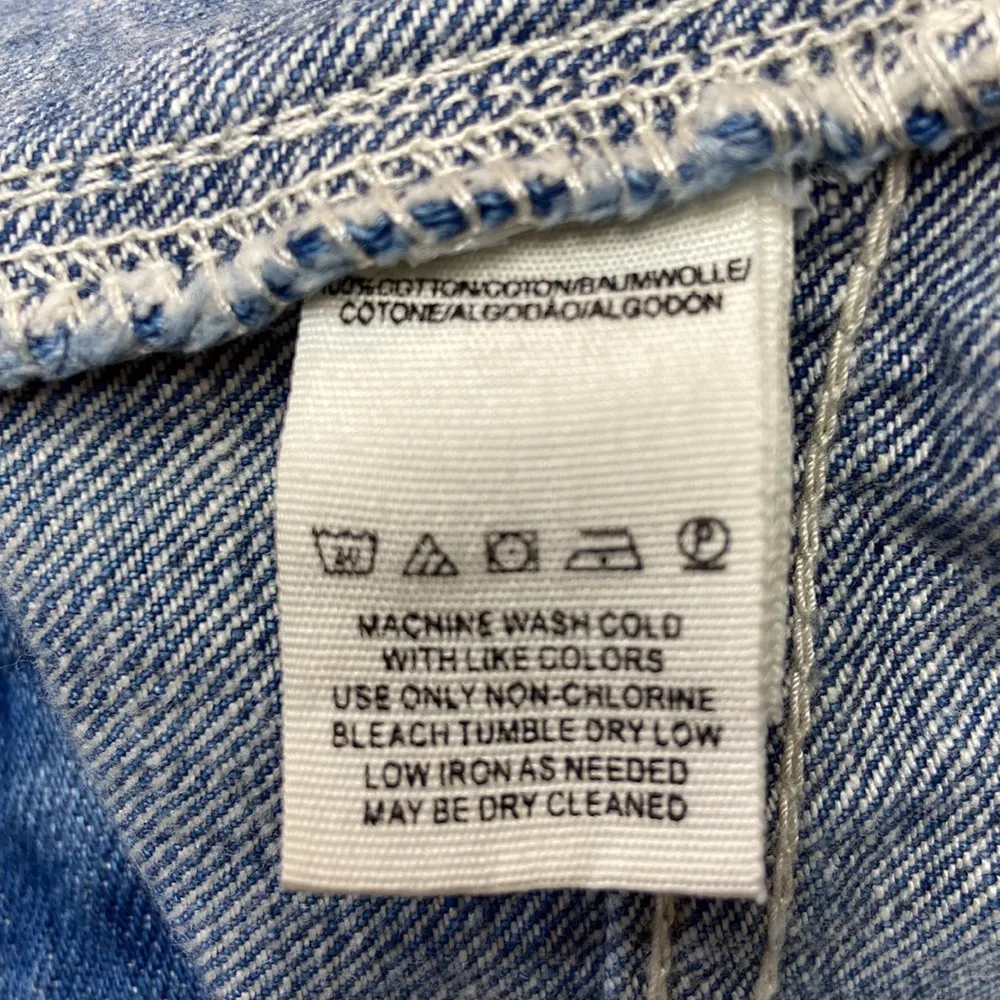 100% COTTON/COTON/BAUMWOLLE/
COTONE/ALGODÃO/ALGODON
P
MACHINE WASH COLD
WITH LIKE COLORS
USE ONLY NON-CHLORINE
BLEACH TUMBLE DRY LOW
LOW IRON AS NEEDED
MAY BE DRY CLEANED